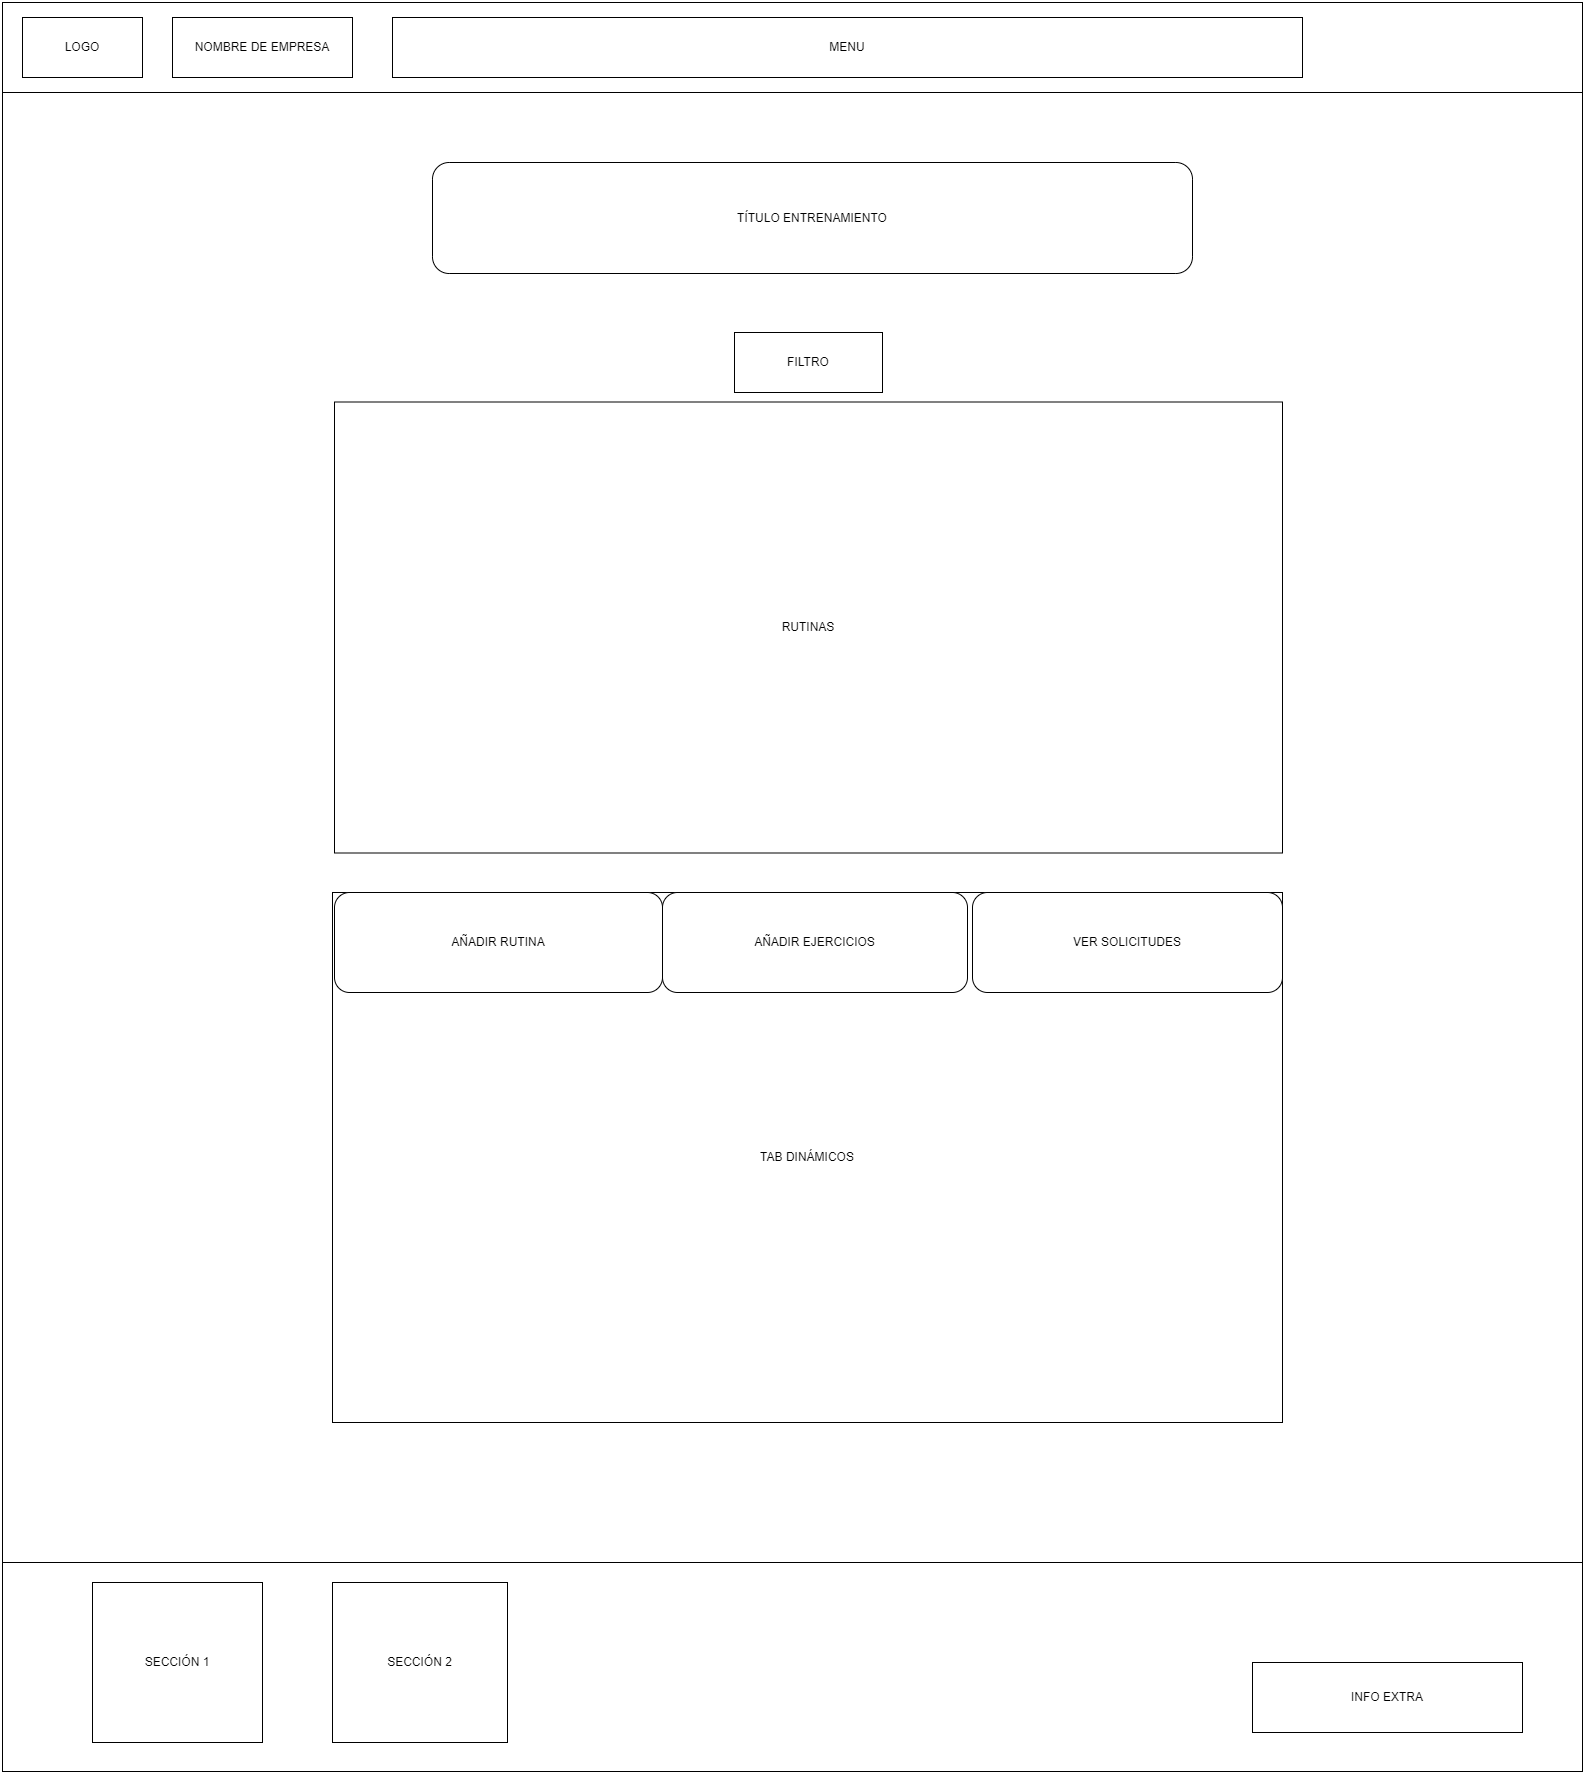 LOGO
NOMBRE DE EMPRESA
MENU
TÍTULO ENTRENAMIENTO
FILTRO
RUTINAS
AÑADIR RUTINA
AÑADIR EJERCICIOS
VER SOLICITUDES
TAB DINÁMICOS
SECCIÓN 1
SECCIÓN 2
INFO EXTRA